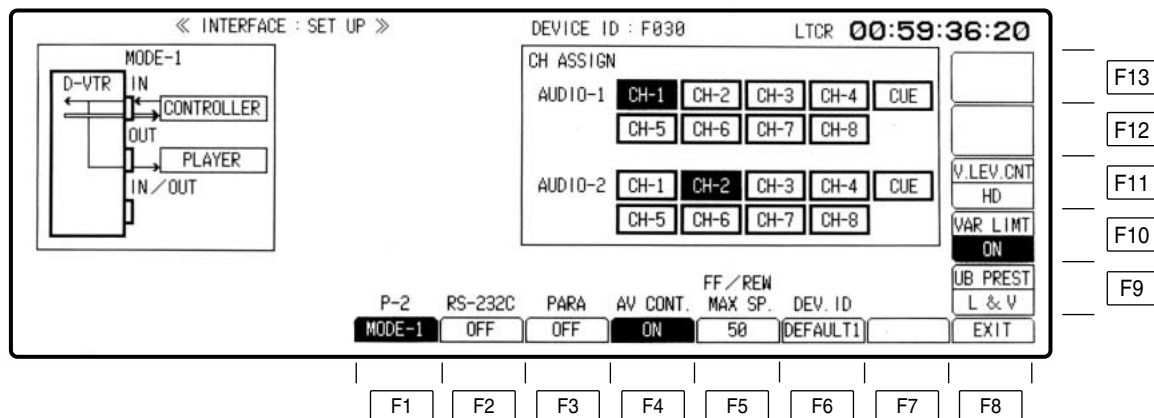 ≪ INTERFACE : SET UP ≫ DEVICE ID : F030 LTCR 00:59:36:20
MODE-1
D-VTR IN
CONTROLLER
OUT
PLAYER
IN/OUT
CH ASSIGN
AUDIO-1 CH-1 CH-2 CH-3 CH-4 CUE
CH-5 CH-6 CH-7 CH-8
AUDIO-2 CH-1 CH-2 CH-3 CH-4 CUE
CH-5 CH-6 CH-7 CH-8
V.LEV.CNT
HD
VAR LIMT
ON
UB PREST
L & V
F13
F12
F11
F10
F9
FF/REW
P-2 RS-232C PARA AV CONT. MAX SP. DEV.ID
MODE-1 OFF OFF ON 50 DEFAULT1 EXIT
F1 F2 F3 F4 F5 F6 F7 F8